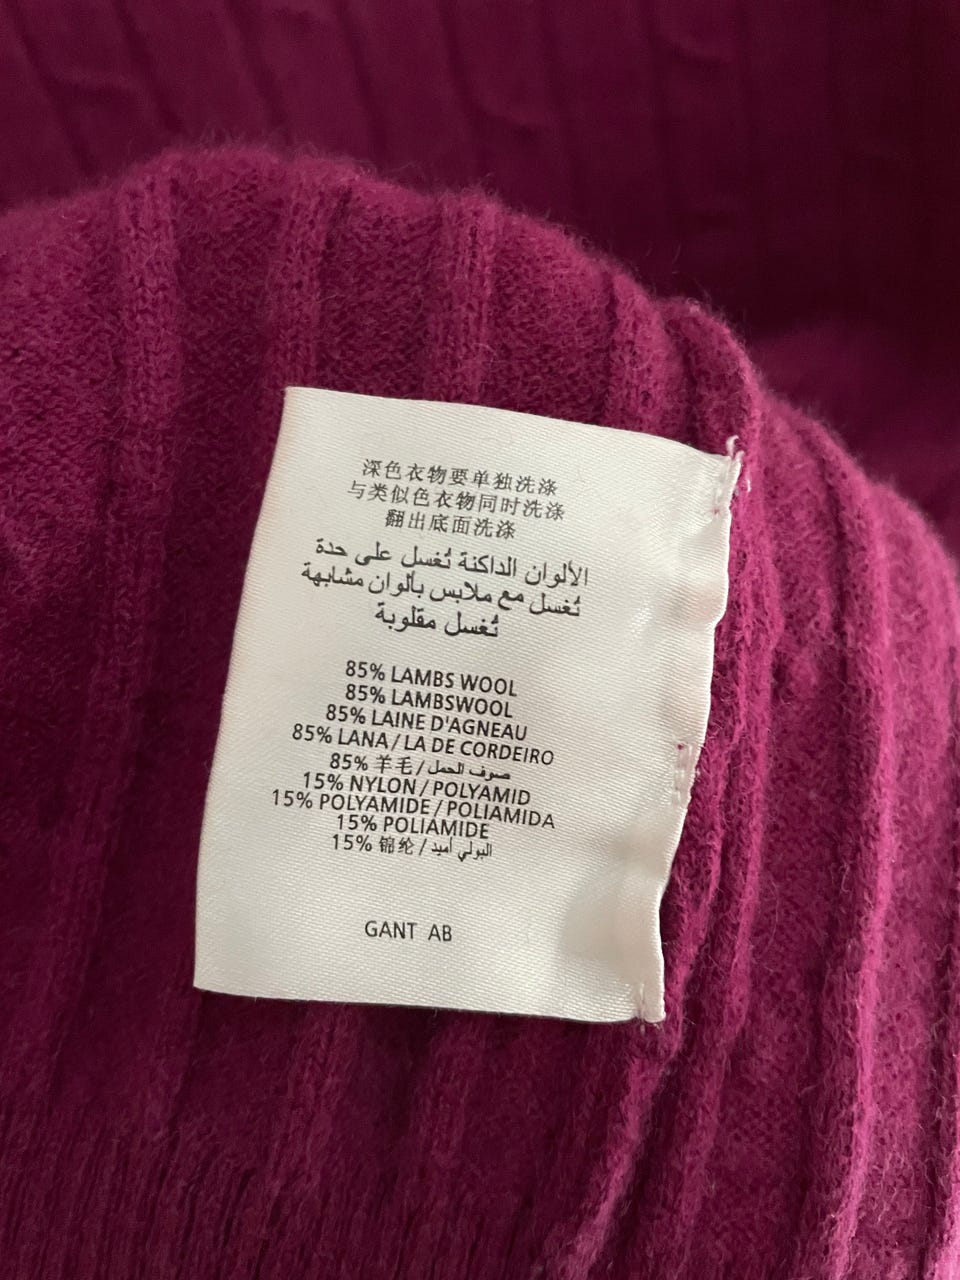 深色衣物要单独洗涤
与类似色衣物同时洗涤
翻出底面洗涤
الألوان الداكنة تُغسل على حدة
تُغسل مع ملابس بألوان مشابهة
تُغسل مقلوبة
85% LAMBS WOOL
85% LAMBSWOOL
85% LAINE D'AGNEAU
85% LANA / LA DE CORDEIRO
85% 羊毛 / صوف الحمل
15% NYLON / POLYAMID
15% POLYAMIDE / POLIAMIDA
15% POLIAMIDE
15% 锦纶 / البولي أميد
GANT AB